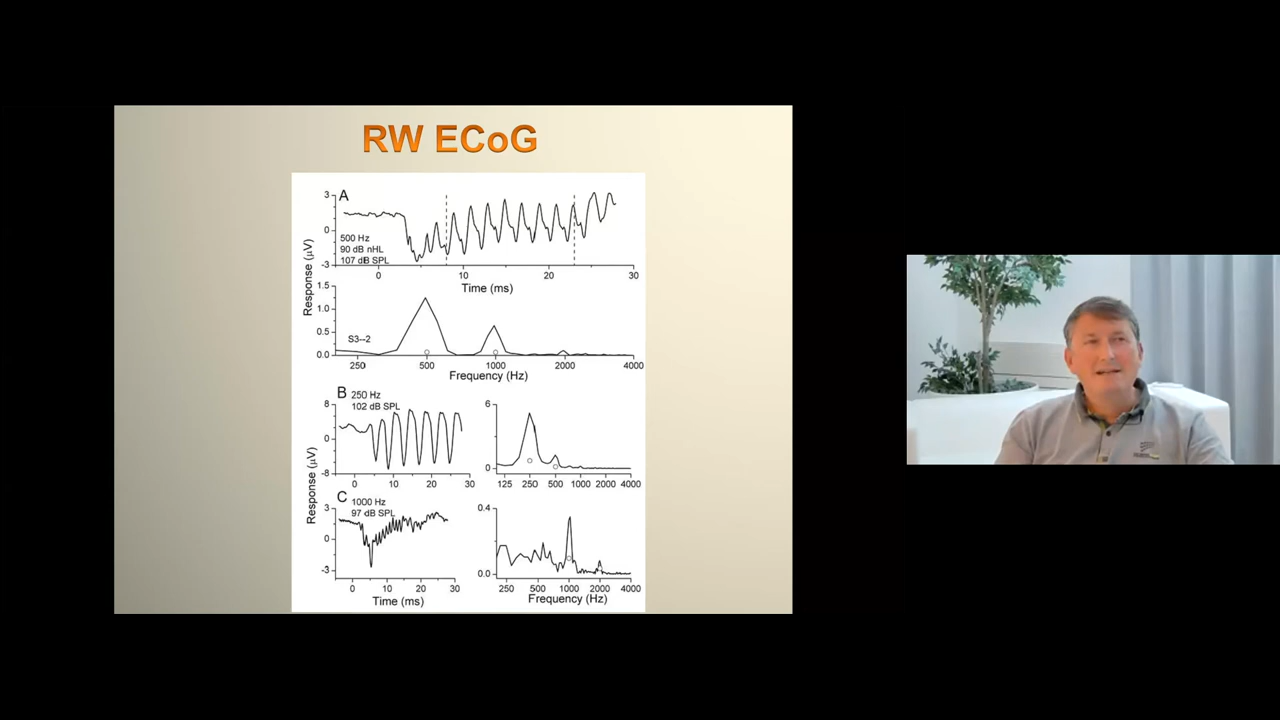 RW ECoG
A
3
0
-3
Response (µV)
500 Hz
90 dB nHL
107 dB SPL
0 10 20 30
Time (ms)
1.5
1.0
0.5
0.0
S3--2
250 500 1000 2000 4000
Frequency (Hz)
B
250 Hz
102 dB SPL
8
0
-8
Response (µV)
0 10 20 30
6
0
125 250 500 1000 2000 4000
C
1000 Hz
97 dB SPL
3
0
-3
0 10 20 30
Time (ms)
0.4
0.0
250 500 1000 2000 4000
Frequency (Hz)